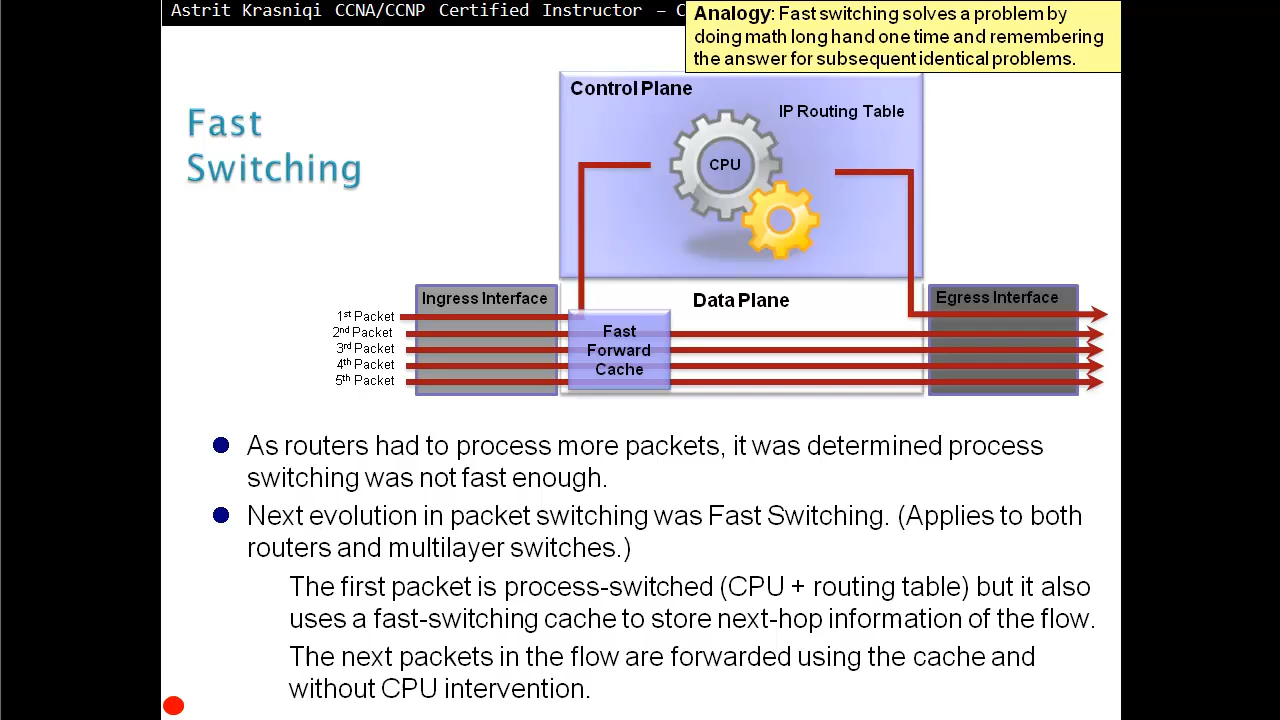 Astrit Krasniqi CCNA/CCNP Certified Instructor – C
Analogy: Fast switching solves a problem by
doing math long hand one time and remembering
the answer for subsequent identical problems.
Fast
Switching
Control Plane
IP Routing Table
CPU
Ingress Interface
Data Plane
Egress Interface
1st Packet
2nd Packet
3rd Packet
4th Packet
5th Packet
Fast
Forward
Cache
As routers had to process more packets, it was determined process
switching was not fast enough.
Next evolution in packet switching was Fast Switching. (Applies to both
routers and multilayer switches.)
The first packet is process-switched (CPU + routing table) but it also
uses a fast-switching cache to store next-hop information of the flow.
The next packets in the flow are forwarded using the cache and
without CPU intervention.